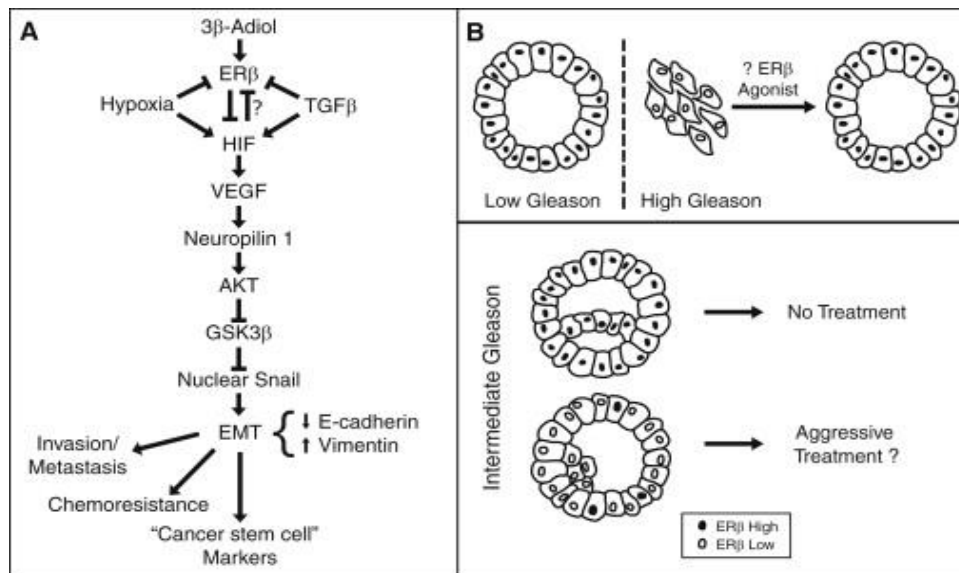 A
3β-Adiol
ERβ
Hypoxia
?
TGFβ
HIF
VEGF
Neuropilin 1
AKT
GSK3β
Nuclear Snail
EMT
E-cadherin
Vimentin
Invasion/
Metastasis
Chemoresistance
“Cancer stem cell”
Markers
B
? ERβ
Agonist
Low Gleason
High Gleason
Intermediate Gleason
No Treatment
Aggressive
Treatment ?
ERβ High
ERβ Low